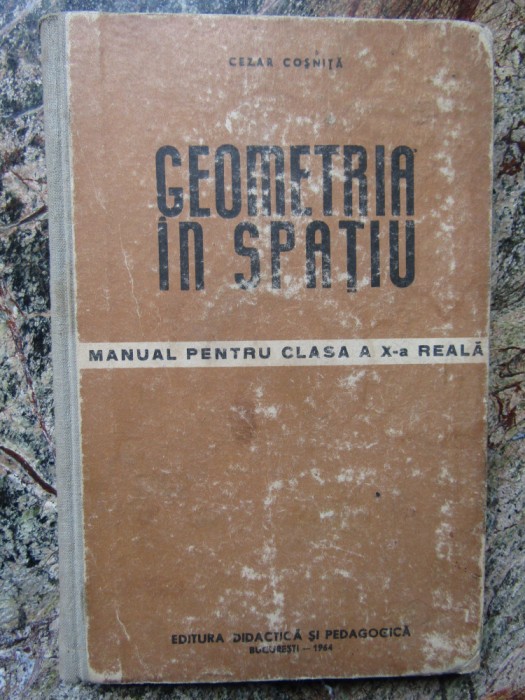 CEZAR COȘNIȚĂ
GEOMETRIA
ÎN SPAȚIU
MANUAL PENTRU CLASA A X-a REALĂ
EDITURA DIDACTICĂ ȘI PEDAGOGICĂ
BUCUREȘTI — 1964